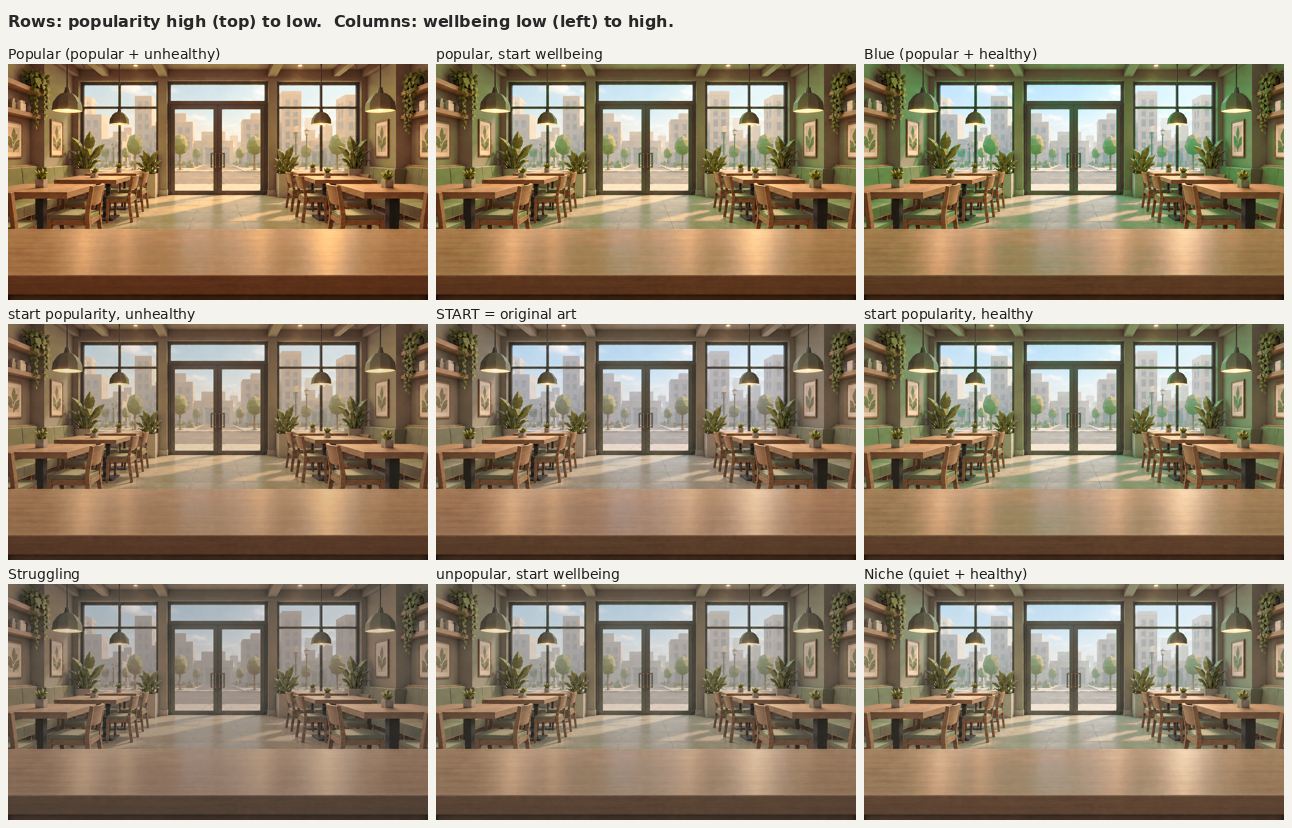 Rows: popularity high (top) to low.  Columns: wellbeing low (left) to high.
Popular (popular + unhealthy)
popular, start wellbeing
Blue (popular + healthy)
start popularity, unhealthy
START = original art
start popularity, healthy
Struggling
unpopular, start wellbeing
Niche (quiet + healthy)